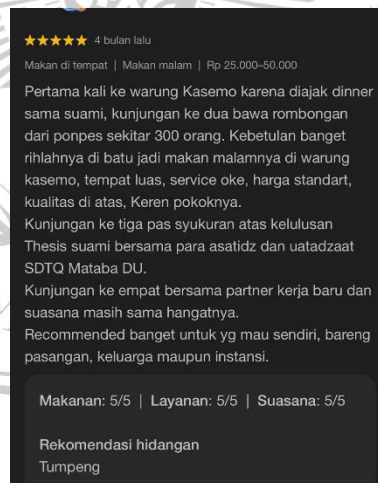 4 bulan lalu
Makan di tempat | Makan malam | Rp 25.000–50.000
Pertama kali ke warung Kasemo karena diajak dinner
sama suami, kunjungan ke dua bawa rombongan
dari ponpes sekitar 300 orang. Kebetulan banget
rihlahnya di batu jadi makan malamnya di warung
kasemo, tempat luas, service oke, harga standart,
kualitas di atas, Keren pokoknya.
Kunjungan ke tiga pas syukuran atas kelulusan
Thesis suami bersama para asatidz dan uatadzaat
SDTQ Mataba DU.
Kunjungan ke empat bersama partner kerja baru dan
suasana masih sama hangatnya.
Recommended banget untuk yg mau sendiri, bareng
pasangan, keluarga maupun instansi.
Makanan: 5/5 | Layanan: 5/5 | Suasana: 5/5
Rekomendasi hidangan
Tumpeng